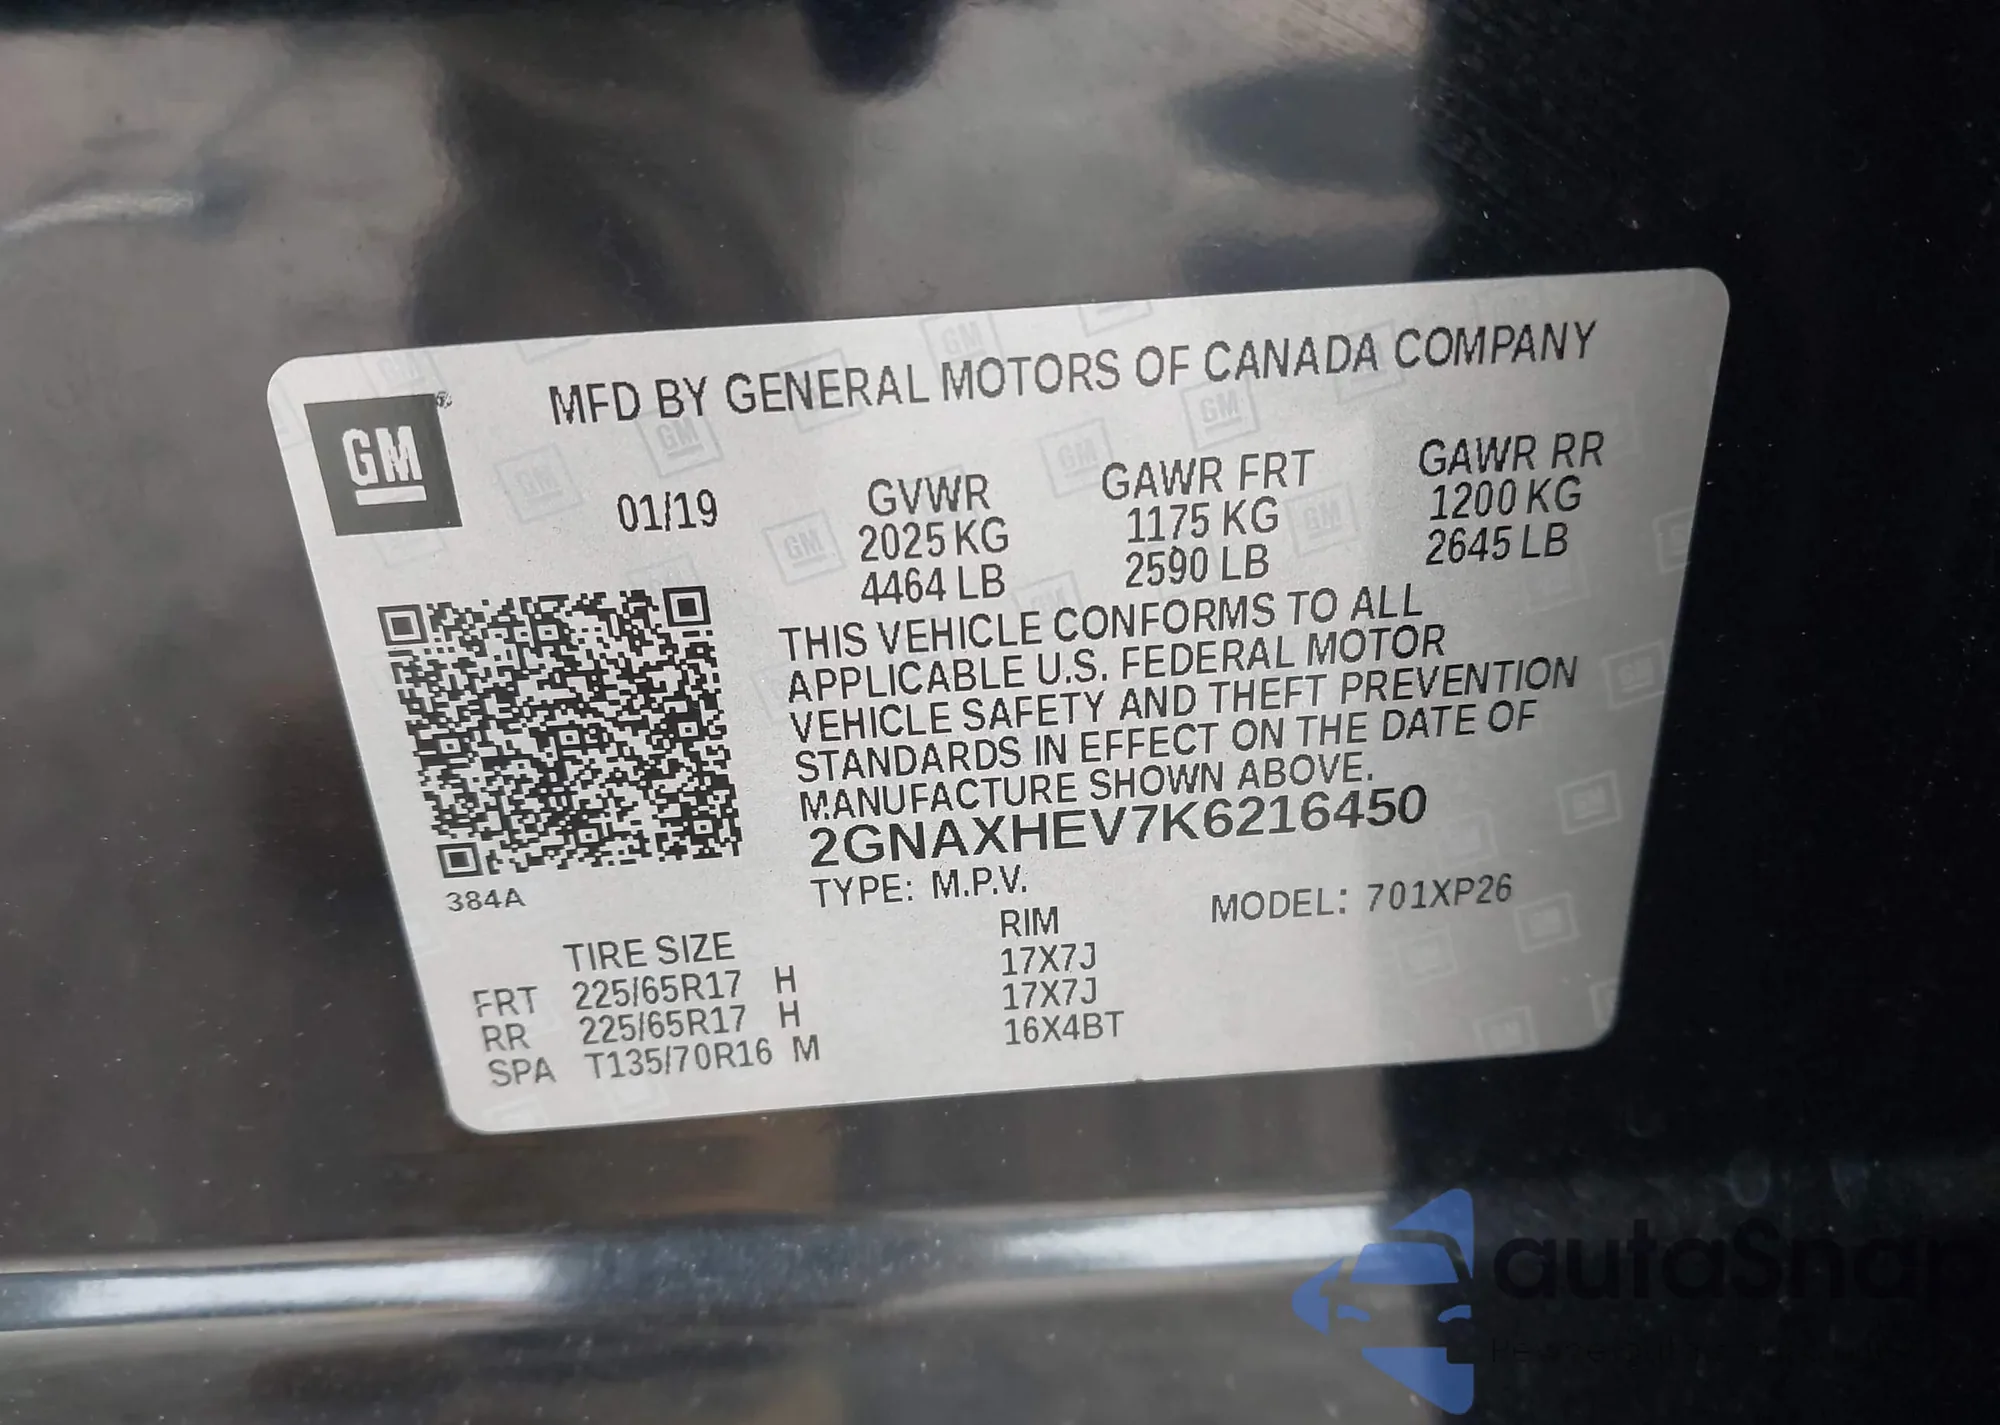 MFD BY GENERAL MOTORS OF CANADA COMPANY
GM
01/19
GVWR
2025 KG
4464 LB
GAWR FRT
1175 KG
2590 LB
GAWR RR
1200 KG
2645 LB
THIS VEHICLE CONFORMS TO ALL
APPLICABLE U.S. FEDERAL MOTOR
VEHICLE SAFETY AND THEFT PREVENTION
STANDARDS IN EFFECT ON THE DATE OF
MANUFACTURE SHOWN ABOVE.
2GNAXHEV7K6216450
TYPE: M.P.V.
MODEL: 701XP26
384A
TIRE SIZE
RIM
FRT 225/65R17 H 17X7J
RR 225/65R17 H 17X7J
SPA T135/70R16 M 16X4BT
autoSnap